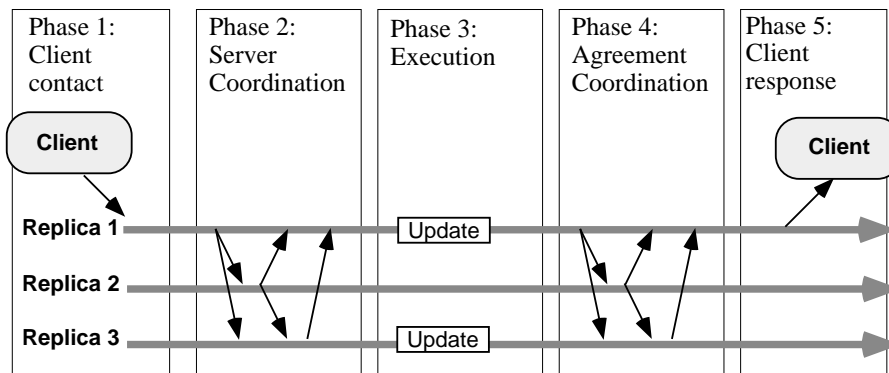 Phase 1:
Client
contact
Phase 2:
Server
Coordination
Phase 3:
Execution
Phase 4:
Agreement
Coordination
Phase 5:
Client
response
Client
Client
Replica 1
Update
Replica 2
Replica 3
Update